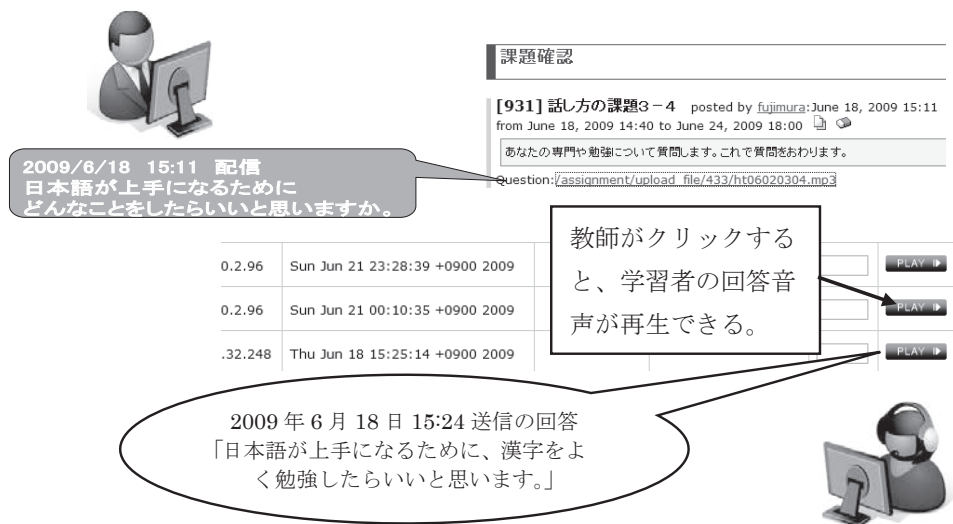 課題確認
[931] 話し方の課題3－4 posted by fujimura:June 18, 2009 15:11
from June 18, 2009 14:40 to June 24, 2009 18:00
あなたの専門や勉強について質問します。これで質問をおわります。
Question:/assignment/upload_file/433/ht06020304.mp3
2009/6/18 15:11 配信
日本語が上手になるために
どんなことをしたらいいと思いますか。
教師がクリックする
と、学習者の回答音
声が再生できる。
0.2.96 Sun Jun 21 23:28:39 +0900 2009 PLAY
0.2.96 Sun Jun 21 00:10:35 +0900 2009 PLAY
.32.248 Thu Jun 18 15:25:14 +0900 2009 PLAY
2009年6月18日 15:24 送信の回答
「日本語が上手になるために、漢字をよ
く勉強したらいいと思います。」